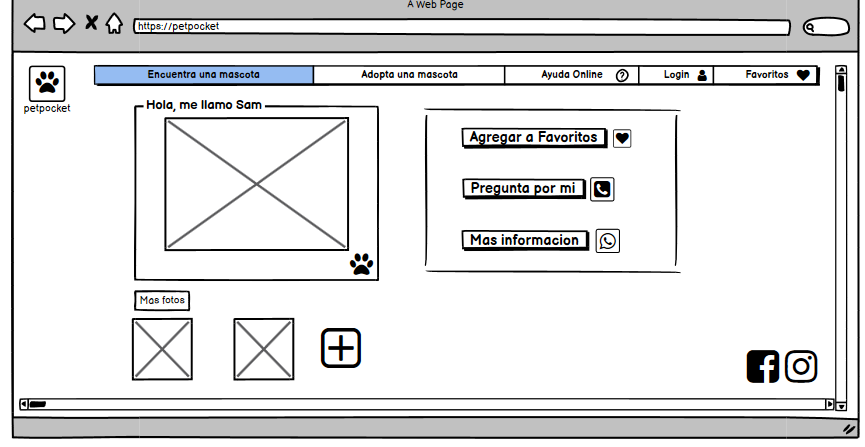 A Web Page
https://petpocket
Encuentra una mascota
Adopta una mascota
Ayuda Online
Login
Favoritos
petpocket
Hola, me llamo Sam
Agregar a Favoritos
Pregunta por mi
Mas informacion
Mas fotos